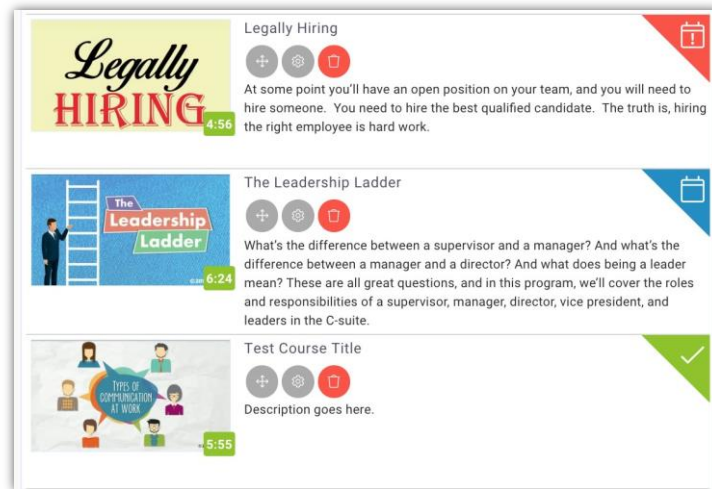 Legally
HIRING
4:56
Legally Hiring
At some point you'll have an open position on your team, and you will need to
hire someone.  You need to hire the best qualified candidate.  The truth is, hiring
the right employee is hard work.
The
Leadership
Ladder
6:24
The Leadership Ladder
What's the difference between a supervisor and a manager? And what's the
difference between a manager and a director? And what does being a leader
mean? These are all great questions, and in this program, we'll cover the roles
and responsibilities of a supervisor, manager, director, vice president, and
leaders in the C-suite.
TYPES OF
COMMUNICATION
AT WORK
5:55
Test Course Title
Description goes here.